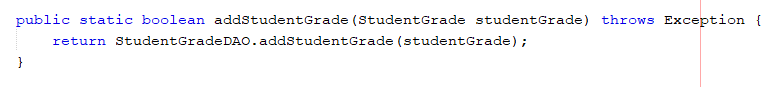 public static boolean addStudentGrade(StudentGrade studentGrade) throws Exception {
    return StudentGradeDAO.addStudentGrade(studentGrade);
}